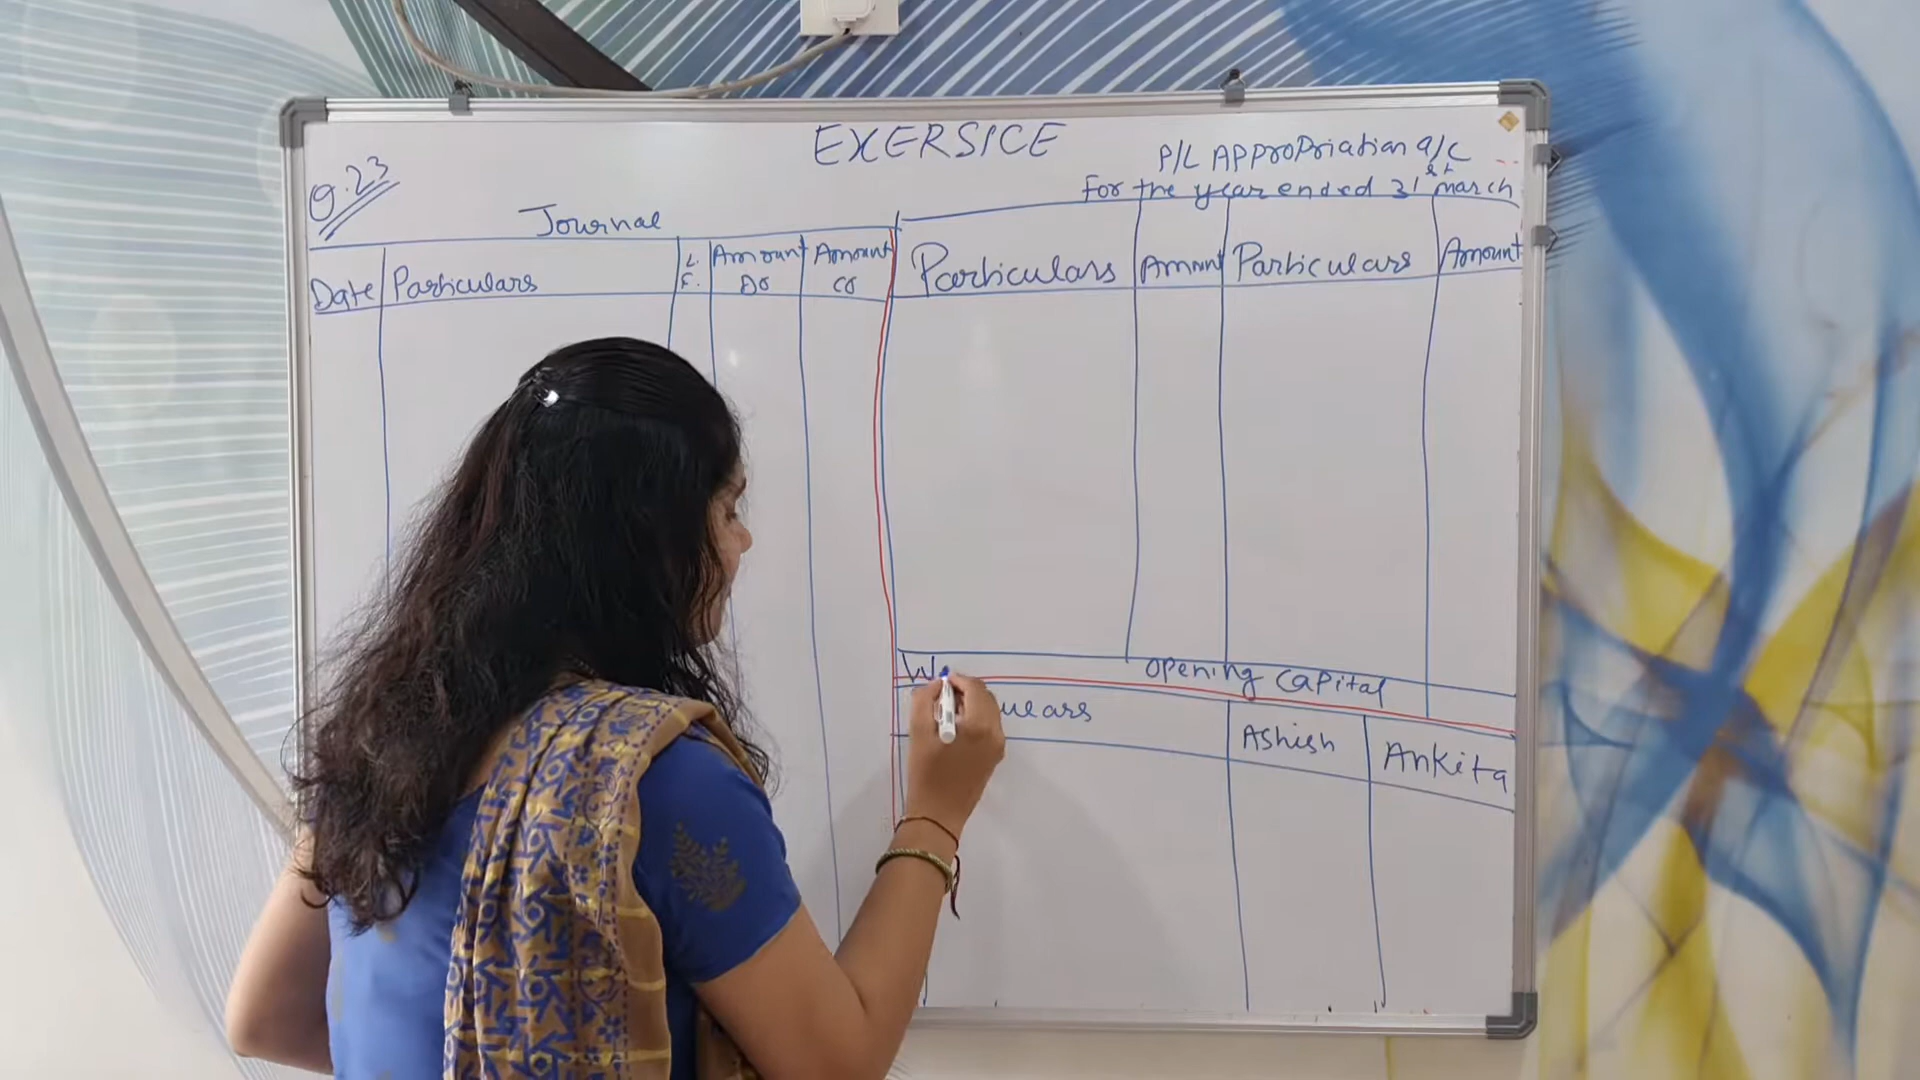 EXERSICE
Q.23
P/L APPropriation a/c
For the year ended 31st march
Journal
Date Particulars L.F. Amount Dr Amount Cr
Particulars Amount Particulars Amount
opening capital
Ashish Ankita